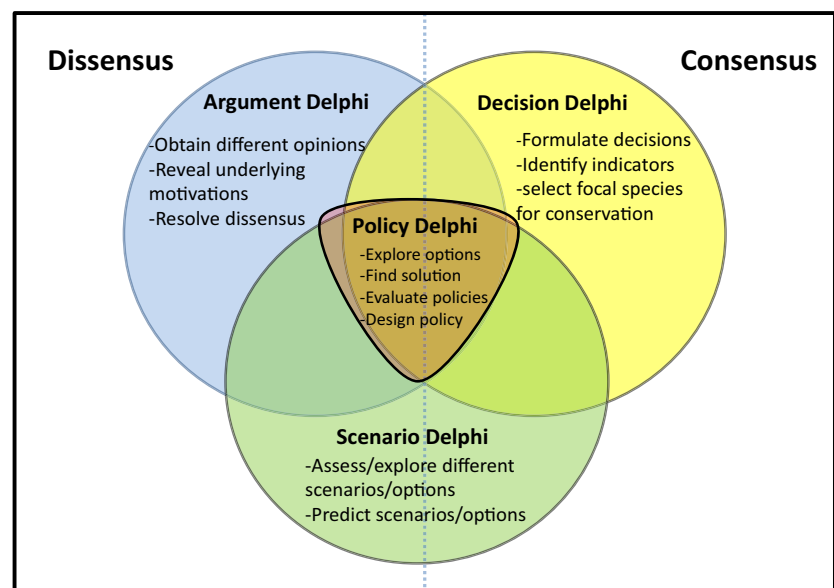 Dissensus
Consensus
Argument Delphi
-Obtain different opinions
-Reveal underlying
motivations
-Resolve dissensus
Decision Delphi
-Formulate decisions
-Identify indicators
-select focal species
for conservation
Policy Delphi
-Explore options
-Find solution
-Evaluate policies
-Design policy
Scenario Delphi
-Assess/explore different
scenarios/options
-Predict scenarios/options